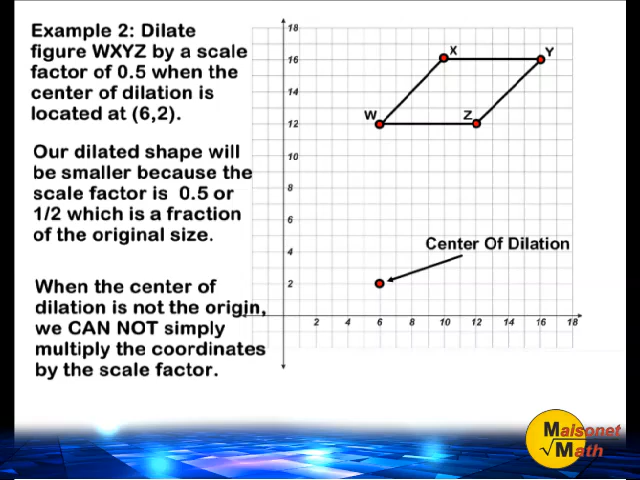 Example 2: Dilate
figure WXYZ by a scale
factor of 0.5 when the
center of dilation is
located at (6,2).
Our dilated shape will
be smaller because the
scale factor is 0.5 or
1/2 which is a fraction
of the original size.
When the center of
dilation is not the origin,
we CAN NOT simply
multiply the coordinates
by the scale factor.
18
16
14
12
10
8
6
4
2
X
Y
W
Z
Center Of Dilation
2 4 6 8 10 12 14 16 18
Maisonet
√Math